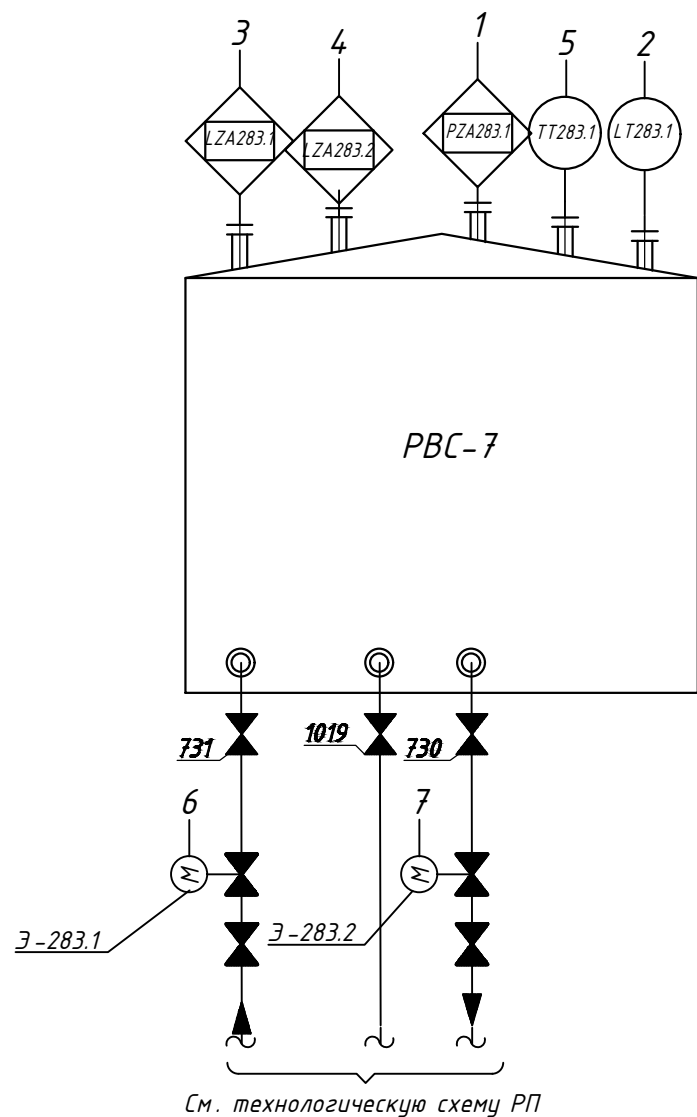 3 4 1 5 2
LZA283.1 LZA283.2 PZA283.1 TT283.1 LT283.1
РВС-7
731 1019 730
6 7
M M
Э-283.1 Э-283.2
См. технологическую схему РП